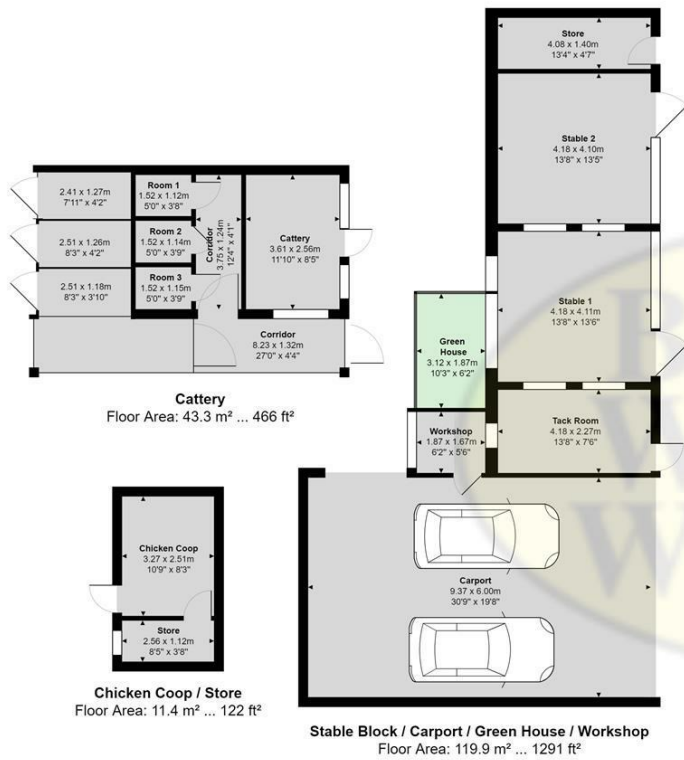 Store
4.08 x 1.40m
13'4" x 4'7"
Stable 2
4.18 x 4.10m
13'8" x 13'5"
Stable 1
4.18 x 4.11m
13'8" x 13'6"
Green
House
3.12 x 1.87m
10'3" x 6'2"
Workshop
1.87 x 1.67m
6'2" x 5'6"
Tack Room
4.18 x 2.27m
13'8" x 7'6"
Carport
9.37 x 6.00m
30'9" x 19'8"
Stable Block / Carport / Green House / Workshop
Floor Area: 119.9 m² ... 1291 ft²
2.41 x 1.27m
7'11" x 4'2"
2.51 x 1.26m
8'3" x 4'2"
2.51 x 1.18m
8'3" x 3'10"
Room 1
1.52 x 1.12m
5'0" x 3'8"
Room 2
1.52 x 1.14m
5'0" x 3'9"
Room 3
1.52 x 1.15m
5'0" x 3'9"
Corridor
3.75 x 1.24m
12'4" x 4'1"
Cattery
3.61 x 2.56m
11'10" x 8'5"
Corridor
8.23 x 1.32m
27'0" x 4'4"
Cattery
Floor Area: 43.3 m² ... 466 ft²
Chicken Coop
3.27 x 2.51m
10'9" x 8'3"
Store
2.56 x 1.12m
8'5" x 3'8"
Chicken Coop / Store
Floor Area: 11.4 m² ... 122 ft²